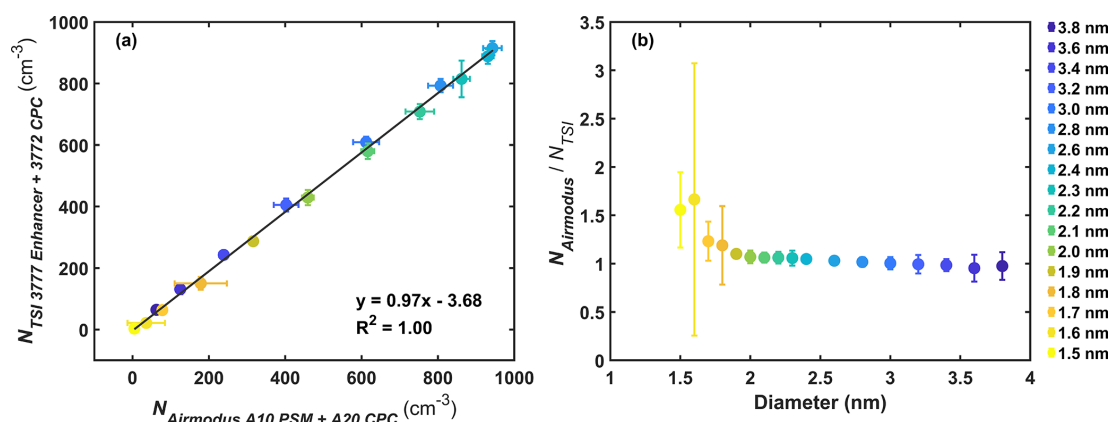 (a)
1000
800
600
400
200
0
N_TSI 3777 Enhancer + 3772 CPC (cm^-3)
y = 0.97x - 3.68
R^2 = 1.00
0 200 400 600 800 1000
N_Airmodus A10 PSM + A20 CPC (cm^-3)
(b)
3.5
3
2.5
2
1.5
1
0.5
0
N_Airmodus / N_TSI
1 1.5 2 2.5 3 3.5 4
Diameter (nm)
3.8 nm
3.6 nm
3.4 nm
3.2 nm
3.0 nm
2.8 nm
2.6 nm
2.4 nm
2.3 nm
2.2 nm
2.1 nm
2.0 nm
1.9 nm
1.8 nm
1.7 nm
1.6 nm
1.5 nm